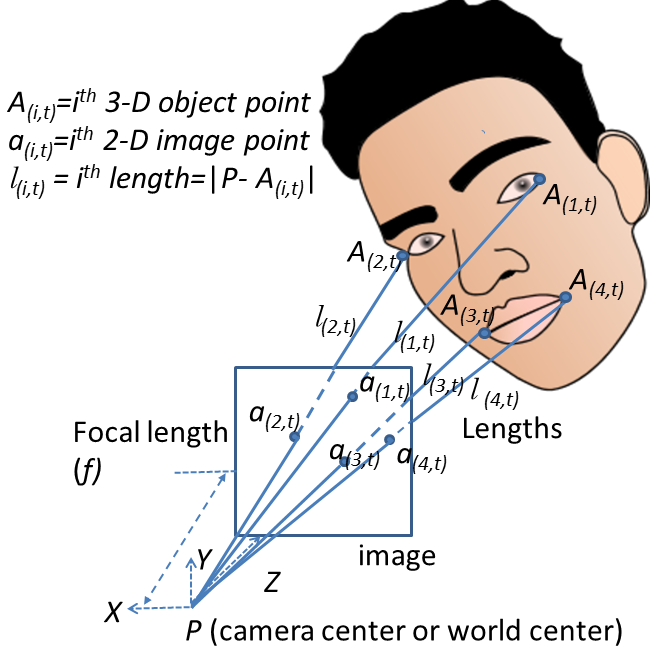 A(i,t)=ith 3-D object point
a(i,t)=ith 2-D image point
l(i,t) = ith length=|P- A(i,t)|
A(1,t)
A(2,t)
A(4,t)
A(3,t)
l(2,t)
l(1,t)
l(3,t)
l (4,t)
a(1,t)
a(2,t)
Focal length
(f)
Lengths
a(3,t)
a(4,t)
image
Y
Z
X
P (camera center or world center)